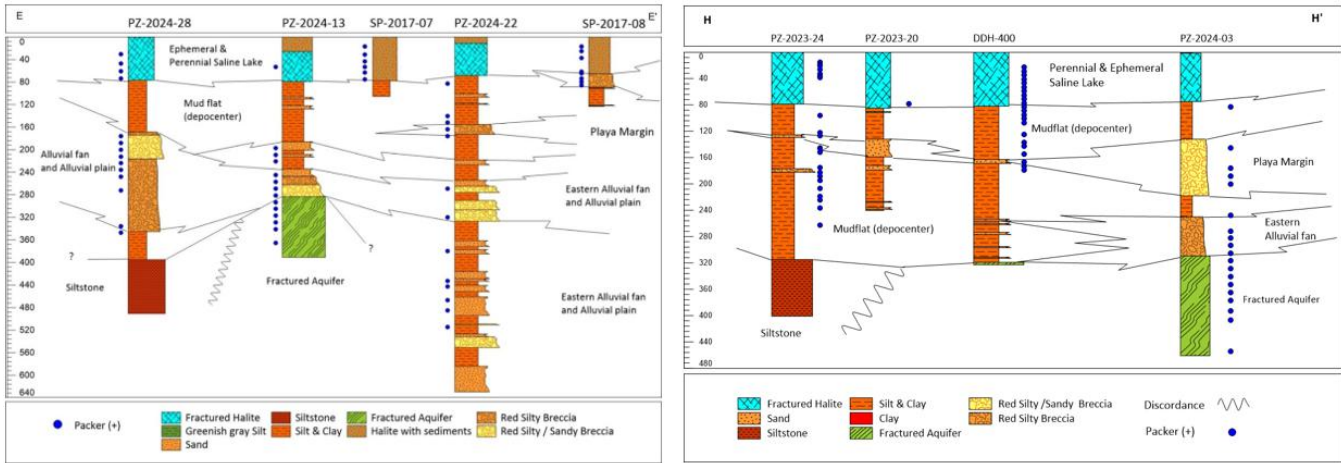 E
E'
PZ-2024-28
PZ-2024-13
SP-2017-07
PZ-2024-22
SP-2017-08
0
40
80
120
160
200
240
280
320
360
400
440
480
520
560
600
640
Ephemeral &
Perennial Saline Lake
Mud flat
(depocenter)
Playa Margin
Alluvial fan
and Alluvial plain
Eastern Alluvial fan
and Alluvial plain
?
?
Siltstone
Fractured Aquifer
Eastern Alluvial fan
and Alluvial plain
Packer (+)
Fractured Halite
Greenish gray Silt
Sand
Siltstone
Silt & Clay
Fractured Aquifer
Halite with sediments
Red Silty Breccia
Red Silty / Sandy Breccia
H
H'
PZ-2023-24
PZ-2023-20
DDH-400
PZ-2024-03
0
40
80
120
160
200
240
280
320
360
400
440
480
Perennial & Ephemeral
Saline Lake
Mudflat (depocenter)
Playa Margin
Mudflat (depocenter)
Eastern
Alluvial fan
Fractured Aquifer
Siltstone
Fractured Halite
Sand
Siltstone
Silt & Clay
Clay
Fractured Aquifer
Red Silty /Sandy Breccia
Red Silty Breccia
Discordance
Packer (+)